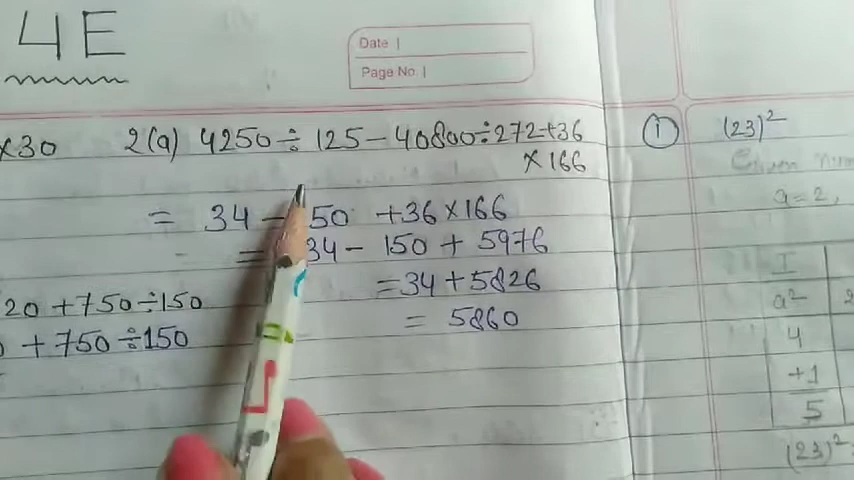 4E
Date |
Page No. |
x30
2(a) 4250 ÷ 125 - 40800 ÷ 272 + 36
x 166
= 34 - 150 + 36 x 166
= 34 - 150 + 5976
= 34 + 5826
= 5860
20 + 750 ÷ 150
+ 750 ÷ 150
i (23)²
a = 2,
I
a²
4
+1
5
(23)²